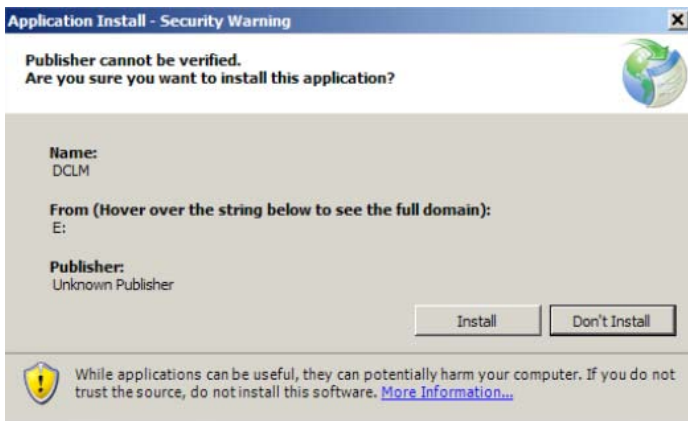 Application Install - Security Warning
Publisher cannot be verified.
Are you sure you want to install this application?
Name:
DCLM
From (Hover over the string below to see the full domain):
E:
Publisher:
Unknown Publisher
Install
Don't Install
While applications can be useful, they can potentially harm your computer. If you do not
trust the source, do not install this software. More Information...